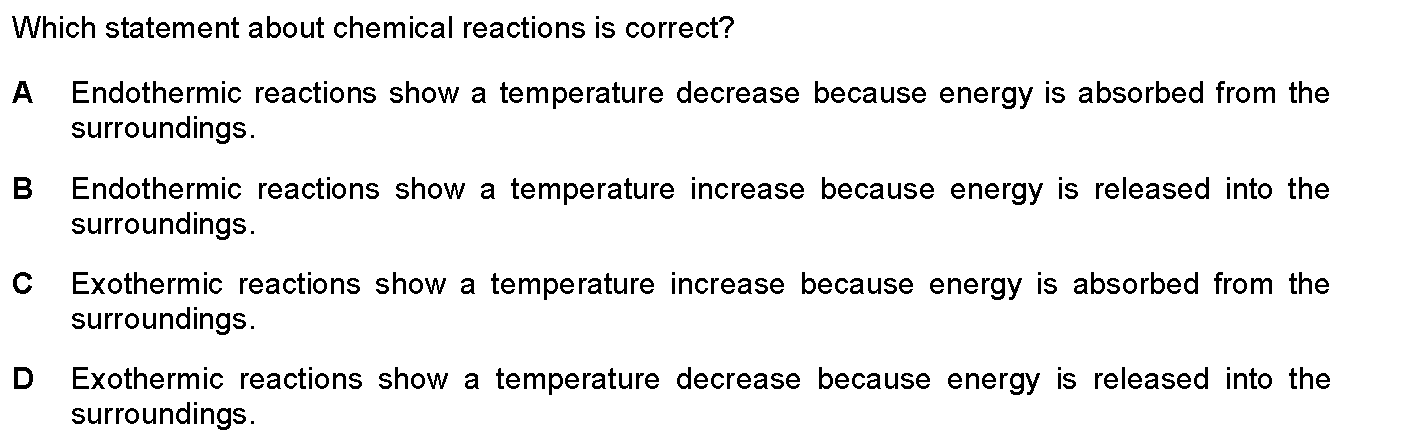 Which statement about chemical reactions is correct?
A Endothermic reactions show a temperature decrease because energy is absorbed from the
surroundings.
B Endothermic reactions show a temperature increase because energy is released into the
surroundings.
C Exothermic reactions show a temperature increase because energy is absorbed from the
surroundings.
D Exothermic reactions show a temperature decrease because energy is released into the
surroundings.